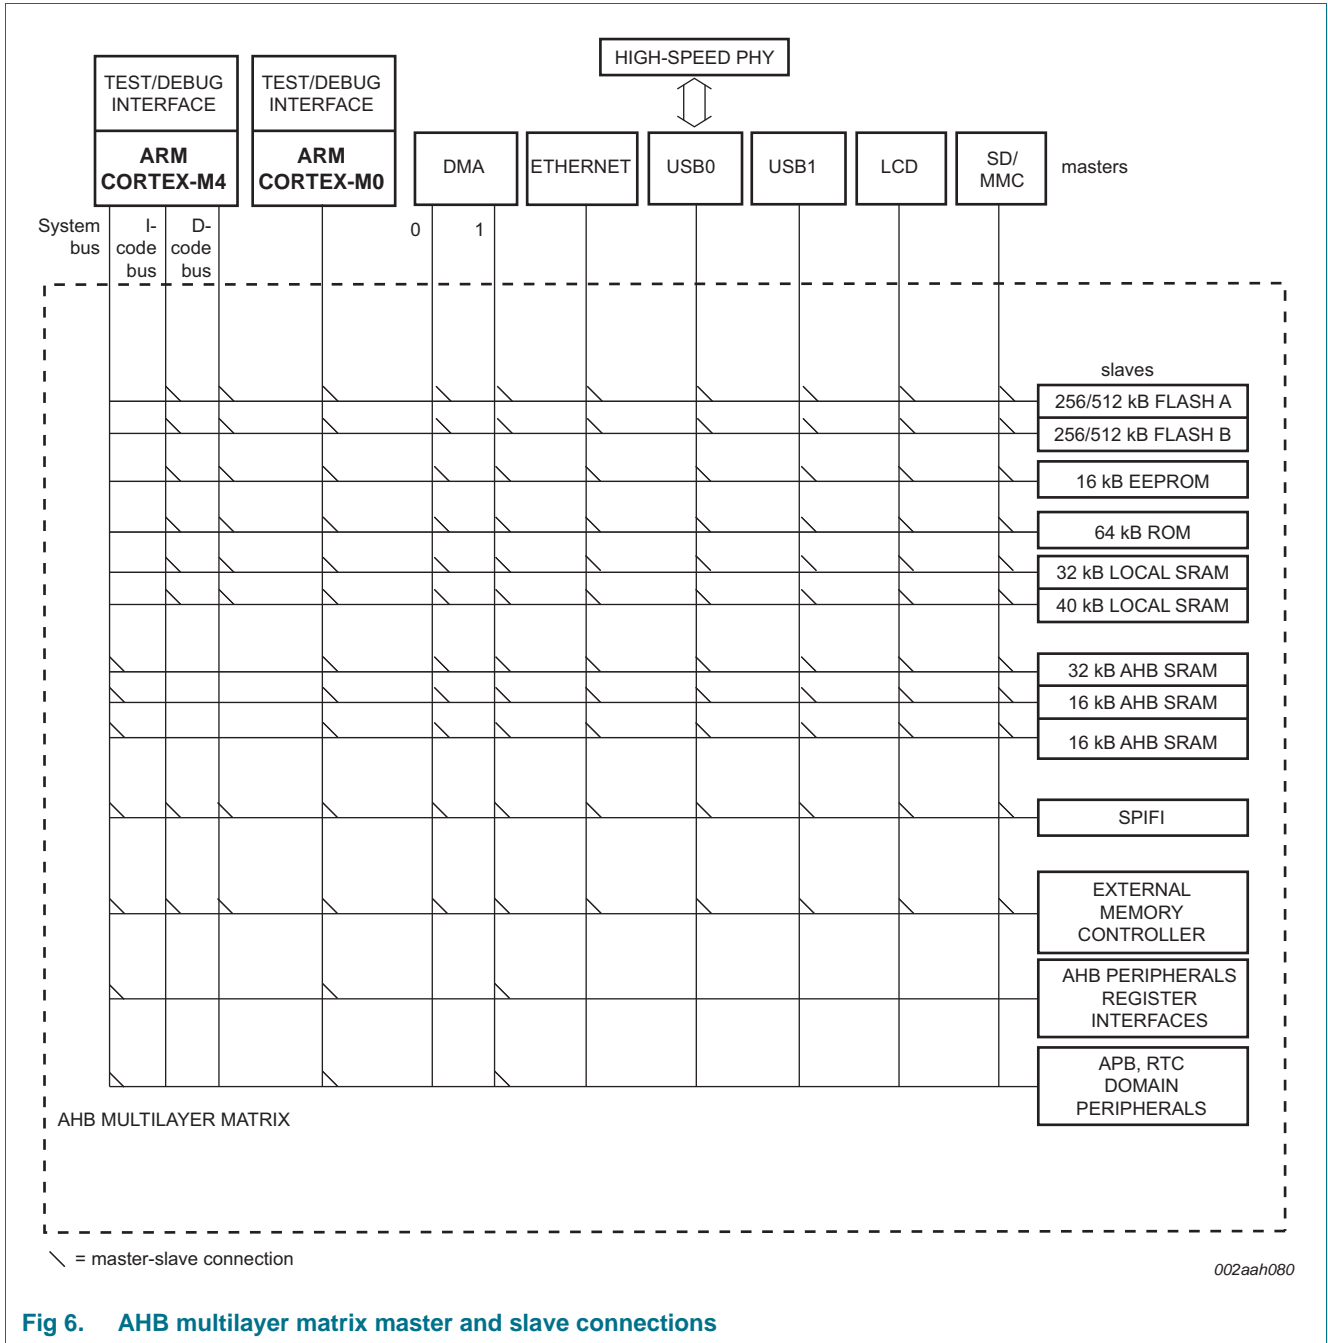 HIGH-SPEED PHY
TEST/DEBUG
INTERFACE
TEST/DEBUG
INTERFACE
ARM
CORTEX-M4
ARM
CORTEX-M0
DMA
ETHERNET
USB0
USB1
LCD
SD/
MMC
masters
System
bus
I-
code
bus
D-
code
bus
0
1
slaves
256/512 kB FLASH A
256/512 kB FLASH B
16 kB EEPROM
64 kB ROM
32 kB LOCAL SRAM
40 kB LOCAL SRAM
32 kB AHB SRAM
16 kB AHB SRAM
16 kB AHB SRAM
SPIFI
EXTERNAL
MEMORY
CONTROLLER
AHB PERIPHERALS
REGISTER
INTERFACES
APB, RTC
DOMAIN
PERIPHERALS
AHB MULTILAYER MATRIX
= master-slave connection
002aah080
Fig 6. AHB multilayer matrix master and slave connections